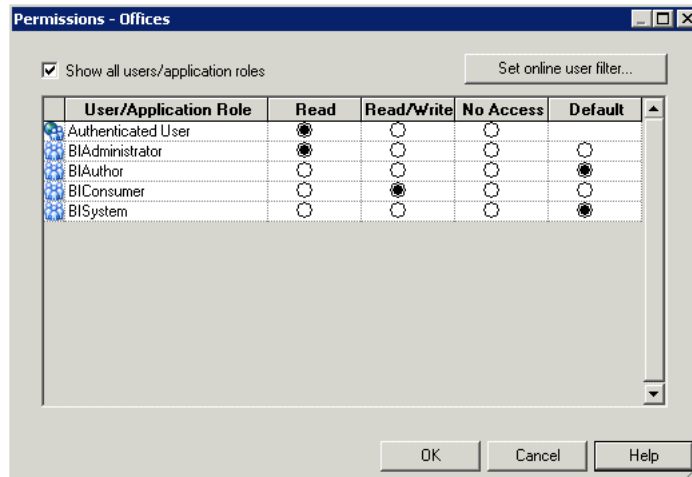 Permissions - Offices
Show all users/application roles
Set online user filter...
User/Application Role Read Read/Write No Access Default
Authenticated User
BIAdministrator
BIAuthor
BIConsumer
BISystem
OK Cancel Help